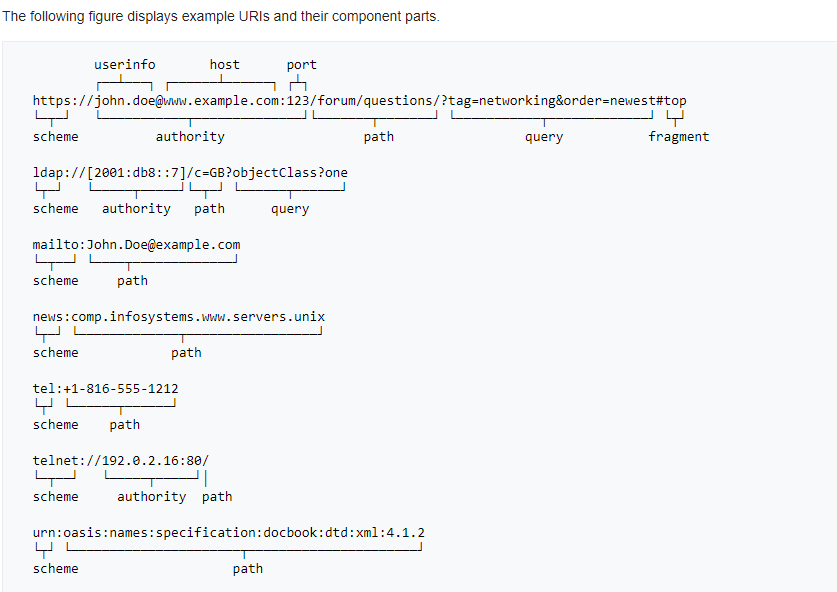 The following figure displays example URIs and their component parts.
userinfo host port
https://john.doe@www.example.com:123/forum/questions/?tag=networking&order=newest#top
scheme authority path query fragment
ldap://[2001:db8::7]/c=GB?objectClass?one
scheme authority path query
mailto:John.Doe@example.com
scheme path
news:comp.infosystems.www.servers.unix
scheme path
tel:+1-816-555-1212
scheme path
telnet://192.0.2.16:80/
scheme authority path
urn:oasis:names:specification:docbook:dtd:xml:4.1.2
scheme path